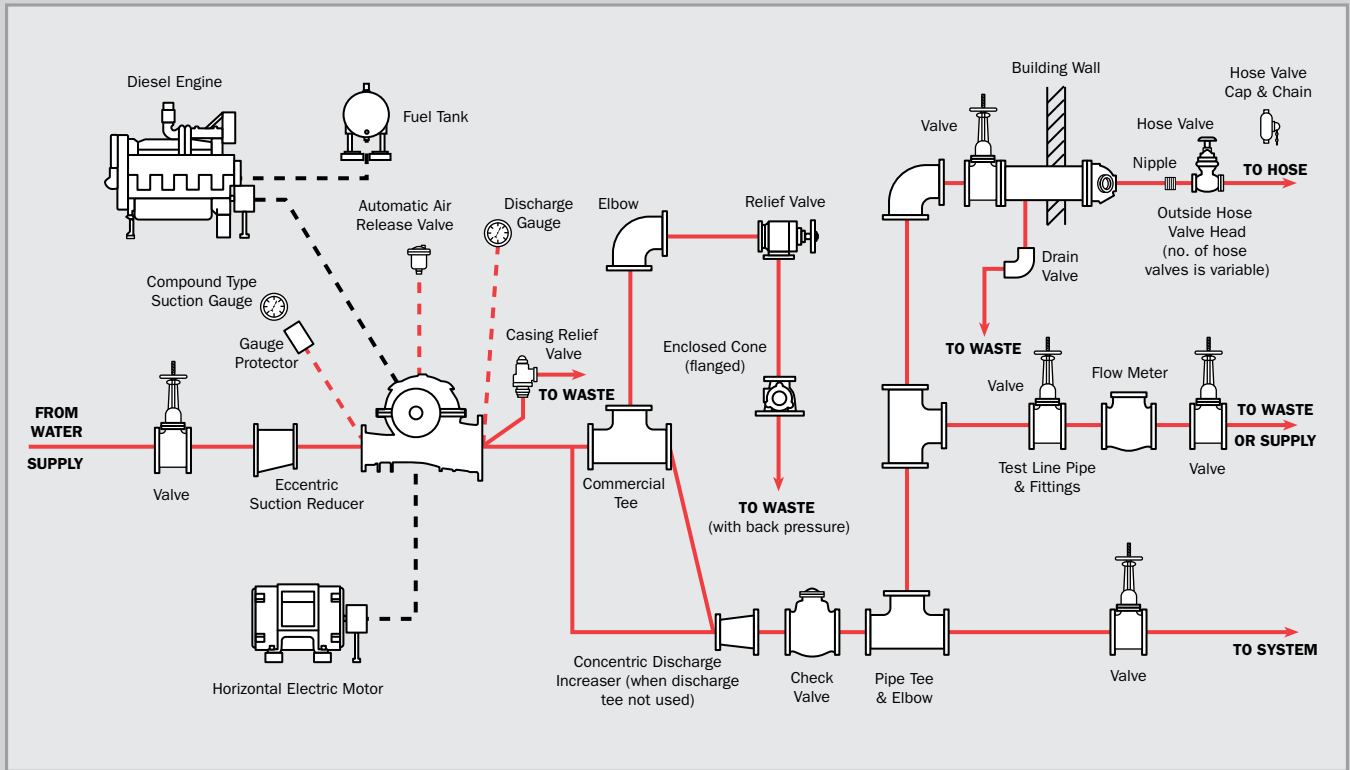 Diesel Engine
Fuel Tank
Building Wall
Hose Valve
Cap & Chain
Valve
Hose Valve
Nipple
TO HOSE
Automatic Air
Release Valve
Discharge
Gauge
Elbow
Relief Valve
Outside Hose
Valve Head
(no. of hose
valves is variable)
Drain
Valve
Compound Type
Suction Gauge
Gauge
Protector
Casing Relief
Valve
TO WASTE
Enclosed Cone
(flanged)
TO WASTE
Valve
Flow Meter
FROM
WATER
SUPPLY
TO WASTE
OR SUPPLY
Valve
Eccentric
Suction Reducer
Commercial
Tee
TO WASTE
(with back pressure)
Test Line Pipe
& Fittings
Valve
Horizontal Electric Motor
Concentric Discharge
Increaser (when discharge
tee not used)
Check
Valve
Pipe Tee
& Elbow
Valve
TO SYSTEM